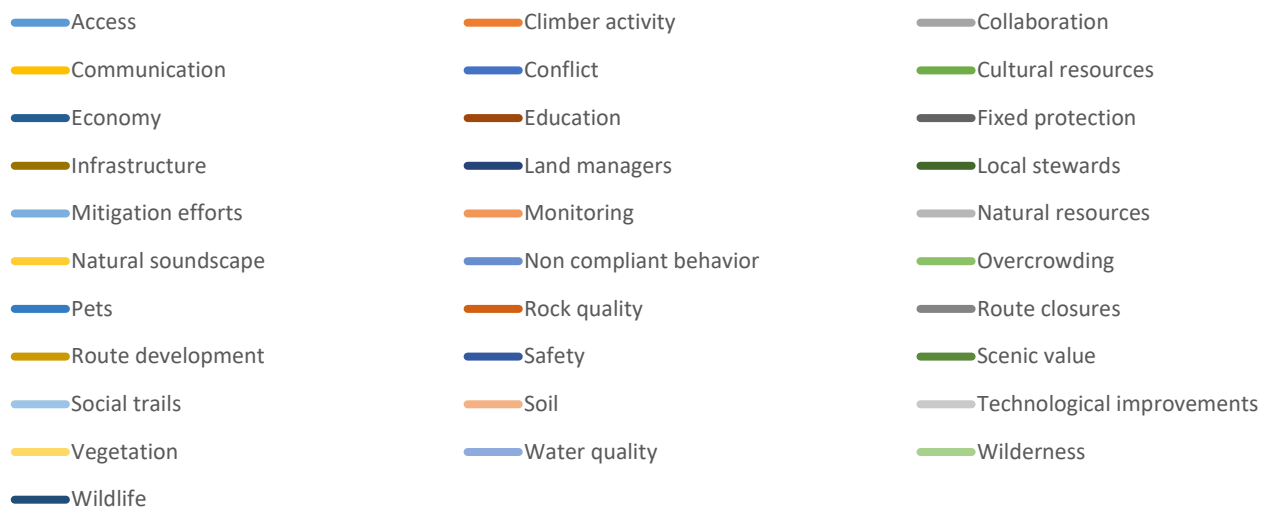 Access Climber activity Collaboration
Communication Conflict Cultural resources
Economy Education Fixed protection
Infrastructure Land managers Local stewards
Mitigation efforts Monitoring Natural resources
Natural soundscape Non compliant behavior Overcrowding
Pets Rock quality Route closures
Route development Safety Scenic value
Social trails Soil Technological improvements
Vegetation Water quality Wilderness
Wildlife